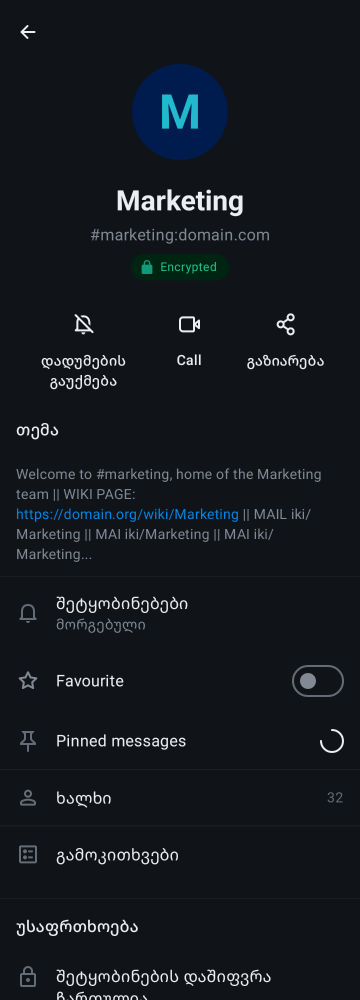 M
Marketing
#marketing:domain.com
Encrypted
დადუმების
გაუქმება
Call
გაზიარება
თემა
Welcome to #marketing, home of the Marketing
team || WIKI PAGE:
https://domain.org/wiki/Marketing || MAIL iki/
Marketing || MAI iki/Marketing || MAI iki/
Marketing...
შეტყობინებები
მორგებული
Favourite
Pinned messages
ხალხი 32
გამოკითხვები
უსაფრთხოება
შეტყობინების დაშიფვრა
ჩართულია